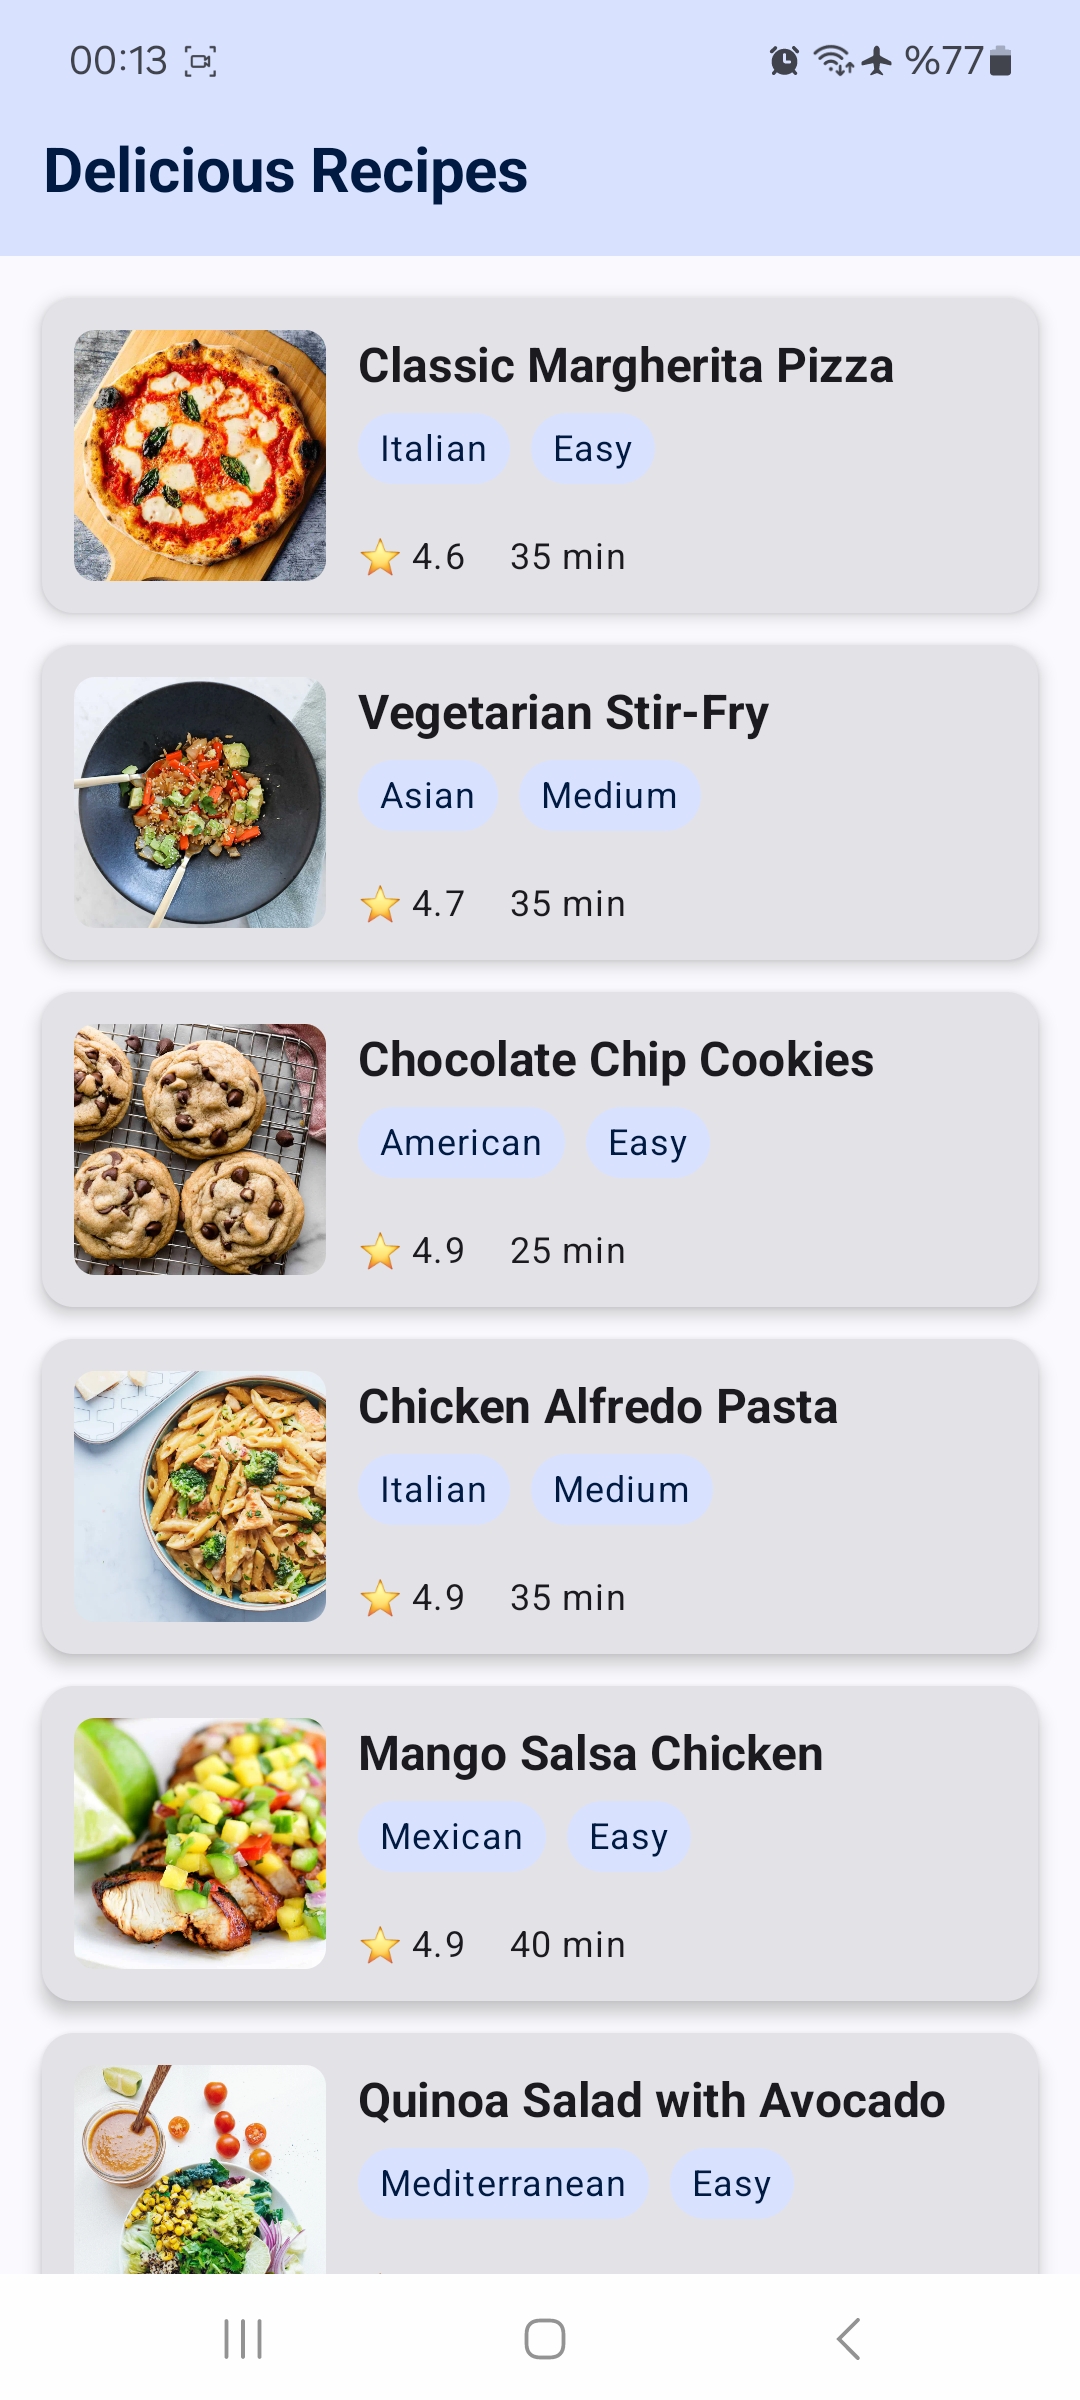 00:13 %77
Delicious Recipes
Classic Margherita Pizza
Italian Easy
⭐ 4.6 35 min
Vegetarian Stir-Fry
Asian Medium
⭐ 4.7 35 min
Chocolate Chip Cookies
American Easy
⭐ 4.9 25 min
Chicken Alfredo Pasta
Italian Medium
⭐ 4.9 35 min
Mango Salsa Chicken
Mexican Easy
⭐ 4.9 40 min
Quinoa Salad with Avocado
Mediterranean Easy